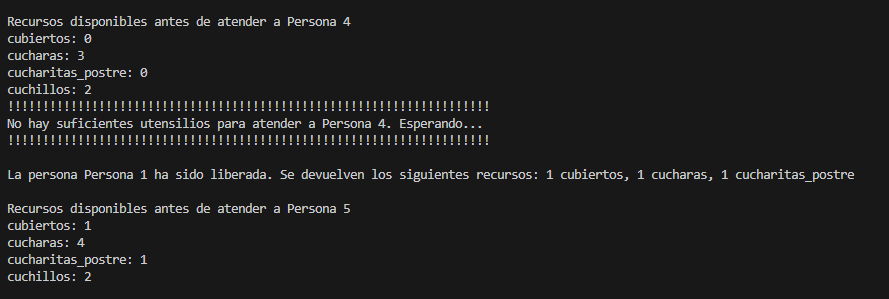 Recursos disponibles antes de atender a Persona 4
cubiertos: 0
cucharas: 3
cucharitas_postre: 0
cuchillos: 2
!!!!!!!!!!!!!!!!!!!!!!!!!!!!!!!!!!!!!!!!!!!!!!!!!!!!!!!!!!!!!!!!!!!!!
No hay suficientes utensilios para atender a Persona 4. Esperando...
!!!!!!!!!!!!!!!!!!!!!!!!!!!!!!!!!!!!!!!!!!!!!!!!!!!!!!!!!!!!!!!!!!!!!
La persona Persona 1 ha sido liberada. Se devuelven los siguientes recursos: 1 cubiertos, 1 cucharas, 1 cucharitas_postre
Recursos disponibles antes de atender a Persona 5
cubiertos: 1
cucharas: 4
cucharitas_postre: 1
cuchillos: 2